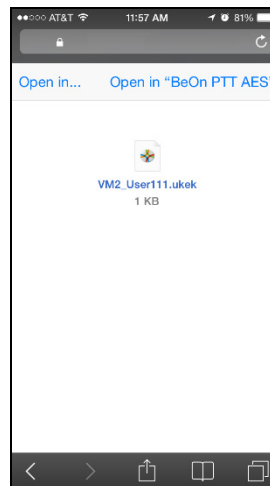 AT&T 11:57 AM 81%
Open in... Open in “BeOn PTT AES”
VM2_User111.ukek
1 KB